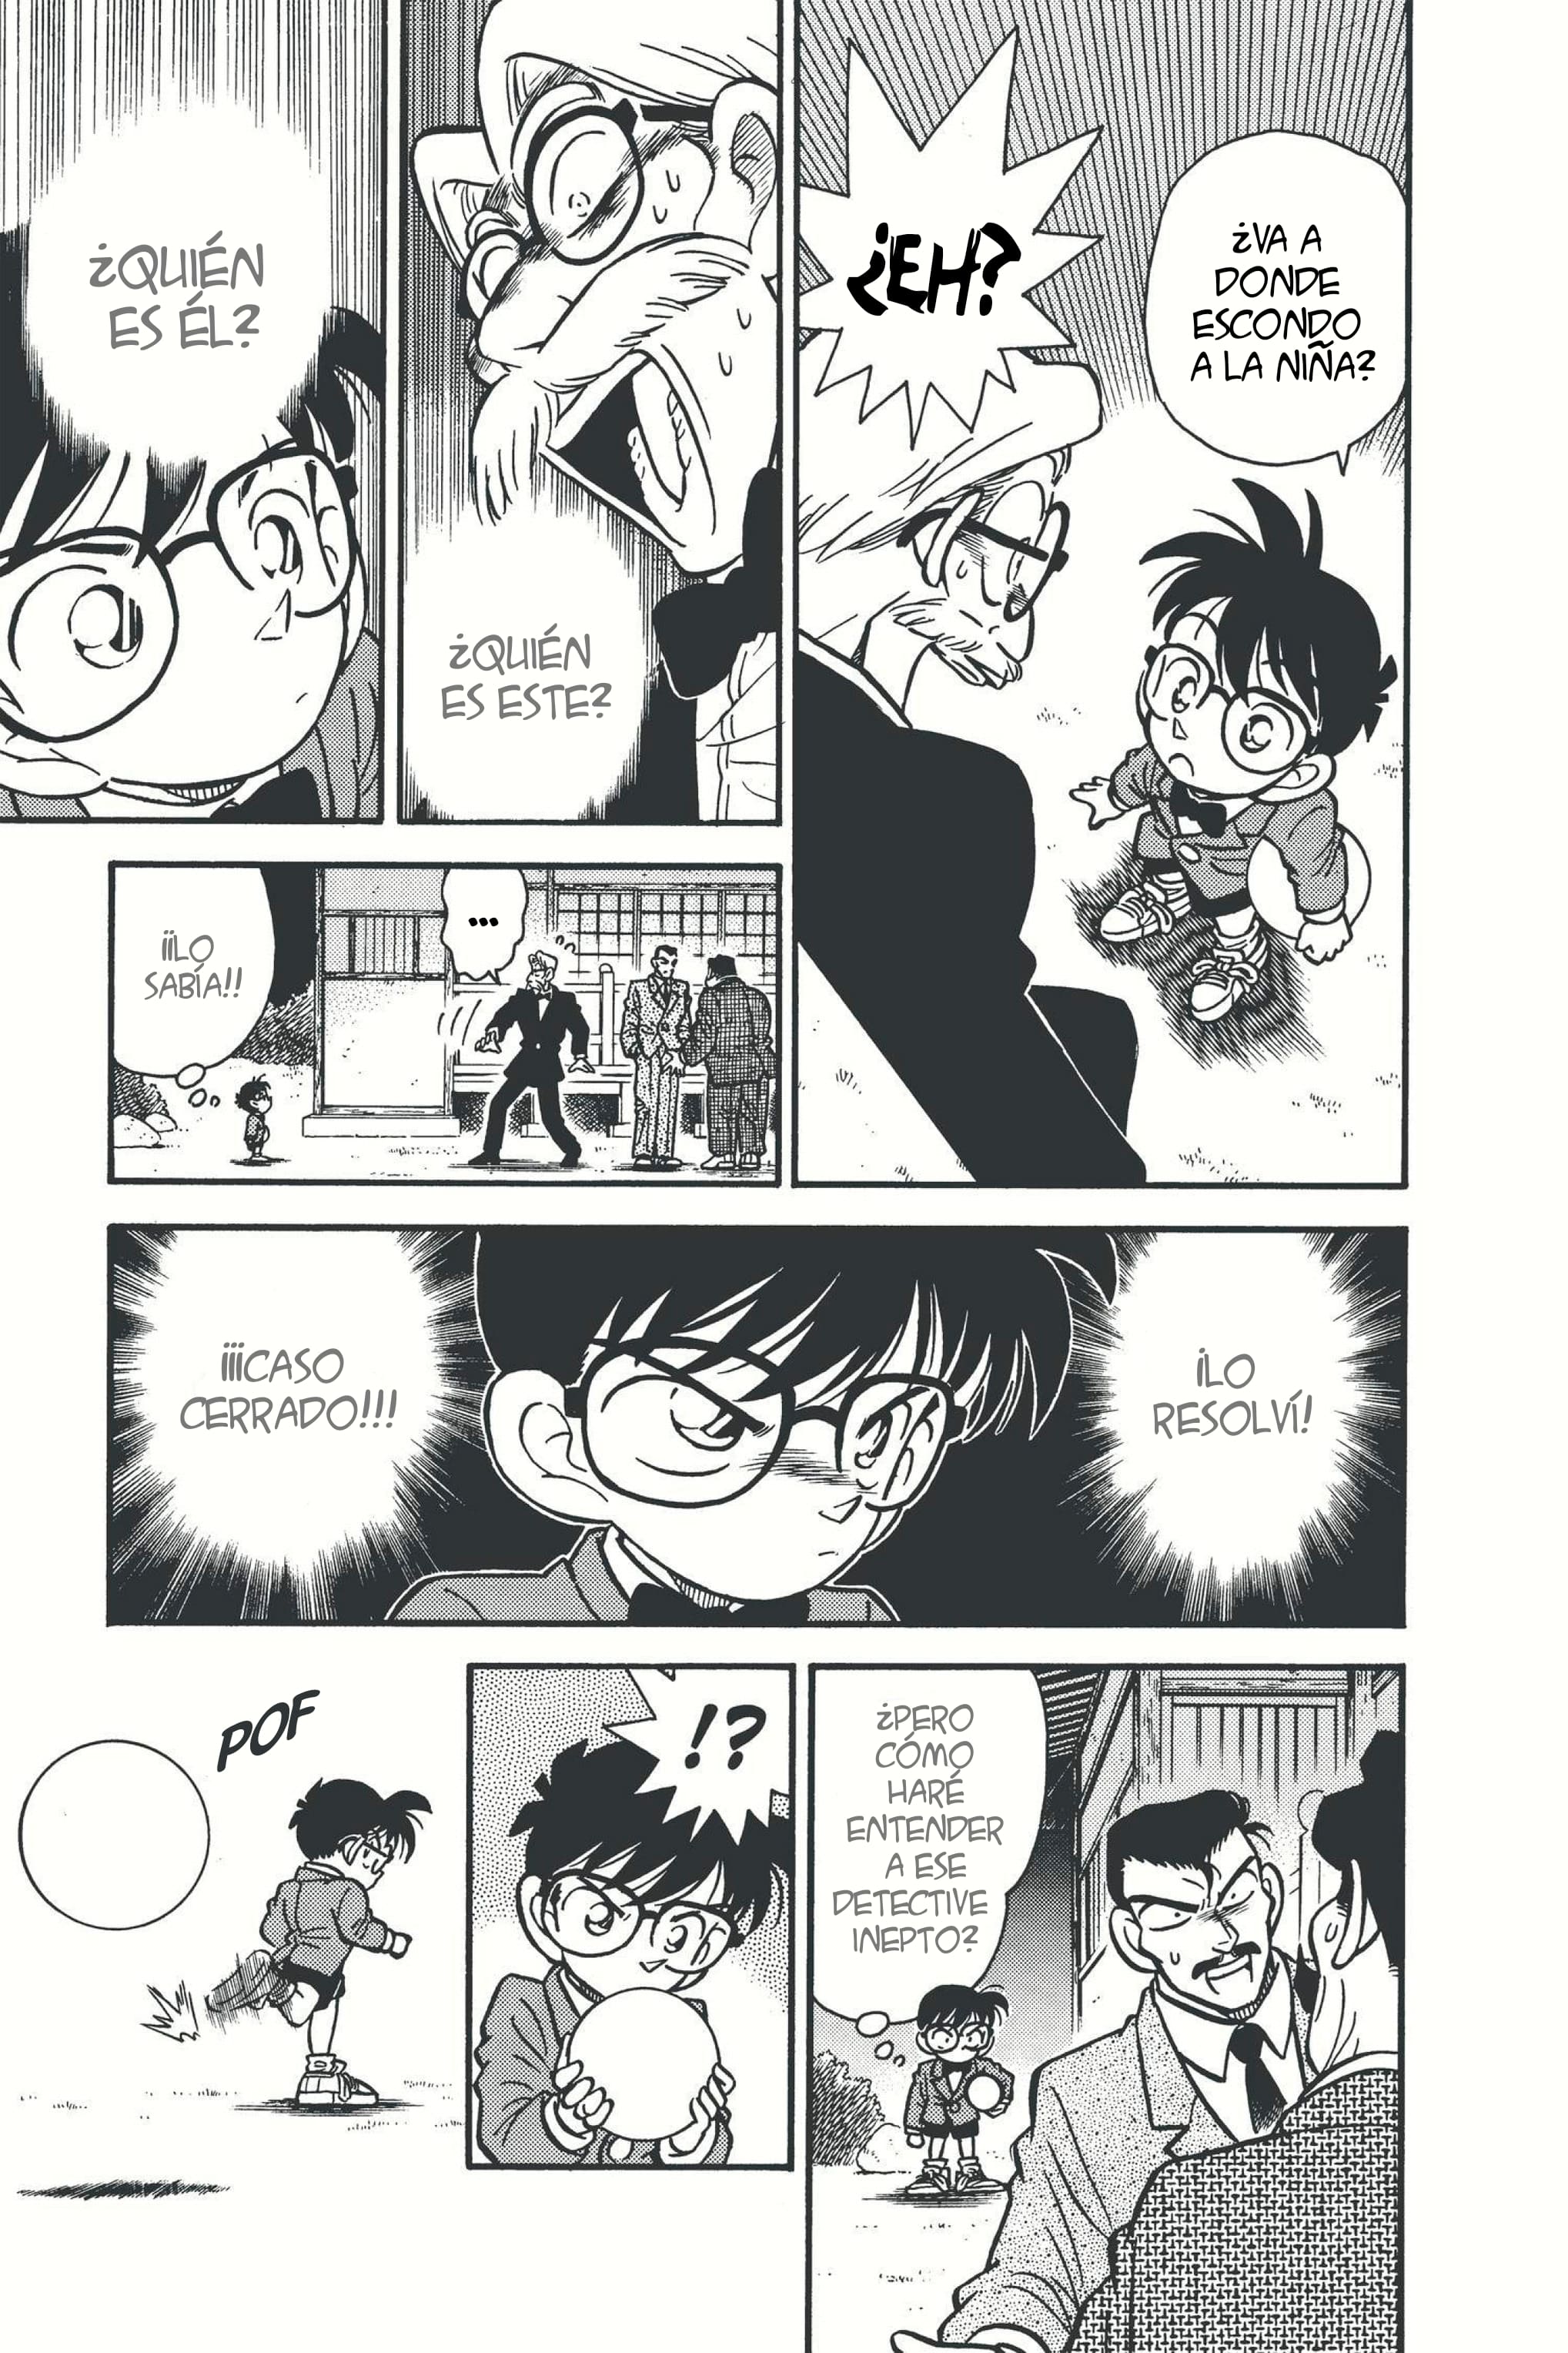 ¿VA A
DONDE
ESCONDO
A LA NIÑA?
¿EH?
¿QUIÉN
ES ESTE?
¿QUIÉN
ES ÉL?
...
¡¡LO
SABÍA!!
¡LO
RESOLVÍ!
¡¡¡CASO
CERRADO!!!
¿PERO
CÓMO
HARÉ
ENTENDER
A ESE
DETECTIVE
INEPTO?
!?
POF